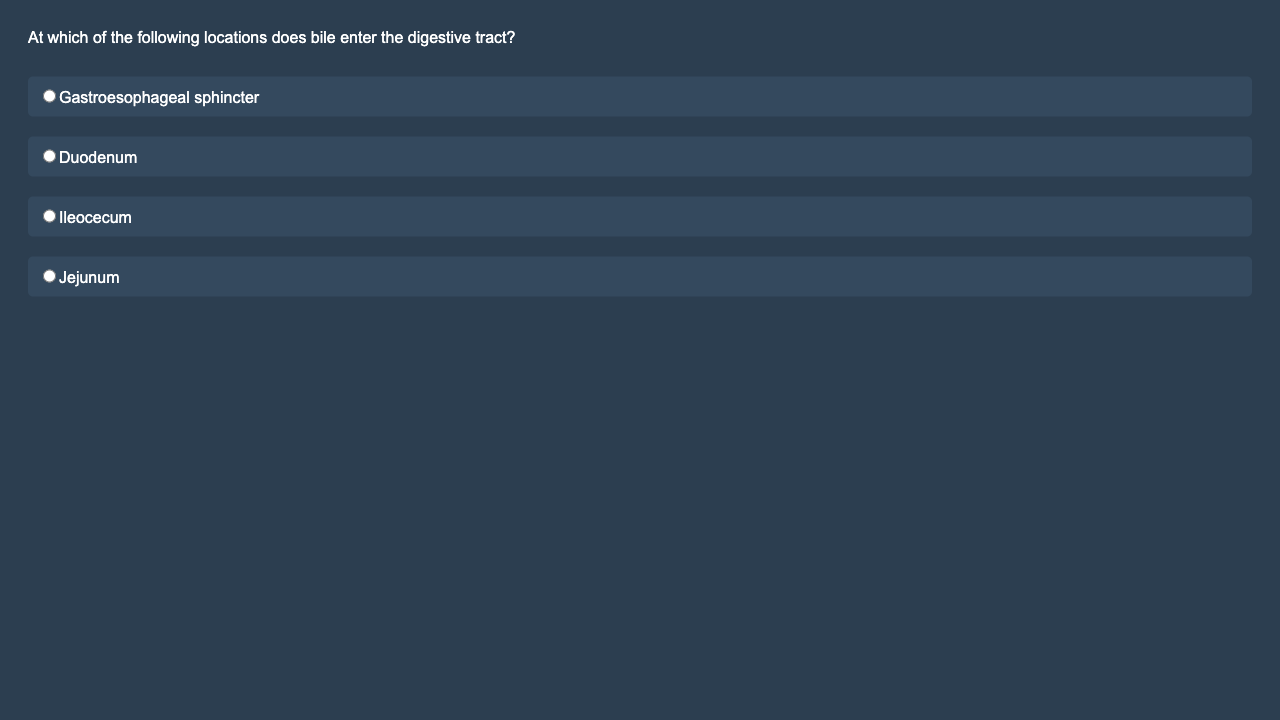 At which of the following locations does bile enter the digestive tract?
Gastroesophageal sphincter
Duodenum
Ileocecum
Jejunum